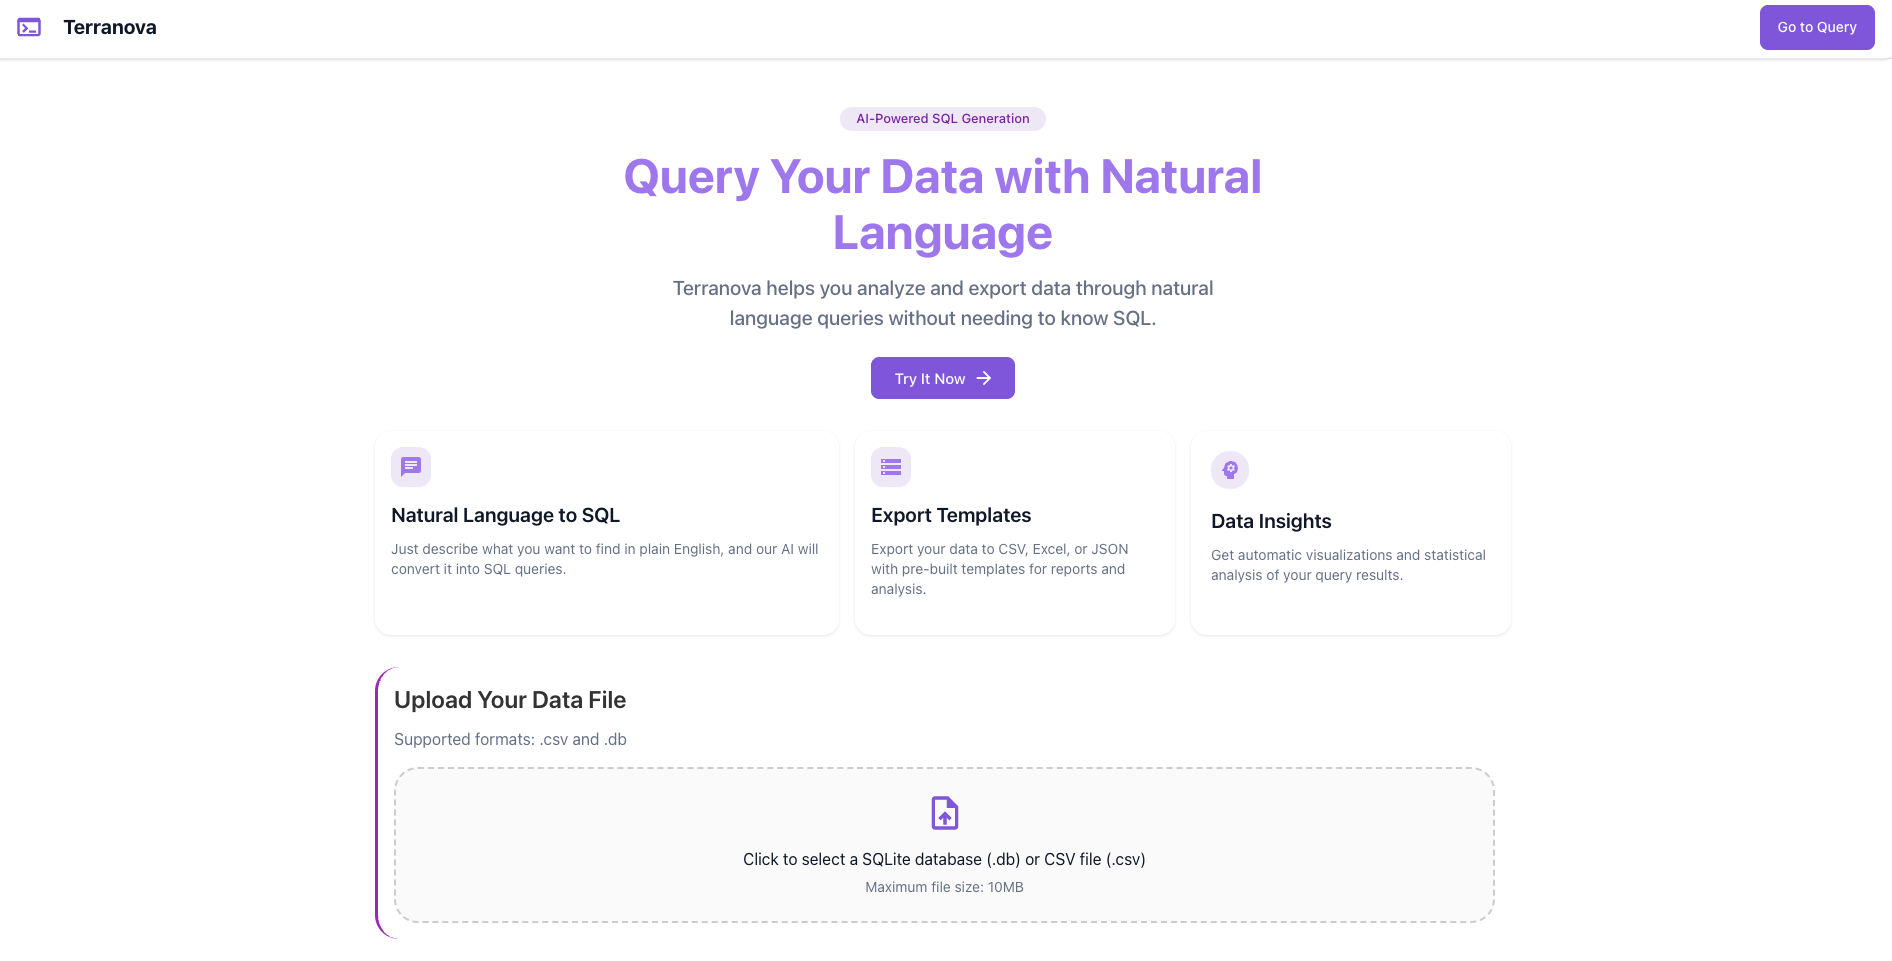 Terranova
Go to Query
AI-Powered SQL Generation
Query Your Data with Natural
Language
Terranova helps you analyze and export data through natural
language queries without needing to know SQL.
Try It Now
Natural Language to SQL
Just describe what you want to find in plain English, and our AI will
convert it into SQL queries.
Export Templates
Export your data to CSV, Excel, or JSON
with pre-built templates for reports and
analysis.
Data Insights
Get automatic visualizations and statistical
analysis of your query results.
Upload Your Data File
Supported formats: .csv and .db
Click to select a SQLite database (.db) or CSV file (.csv)
Maximum file size: 10MB